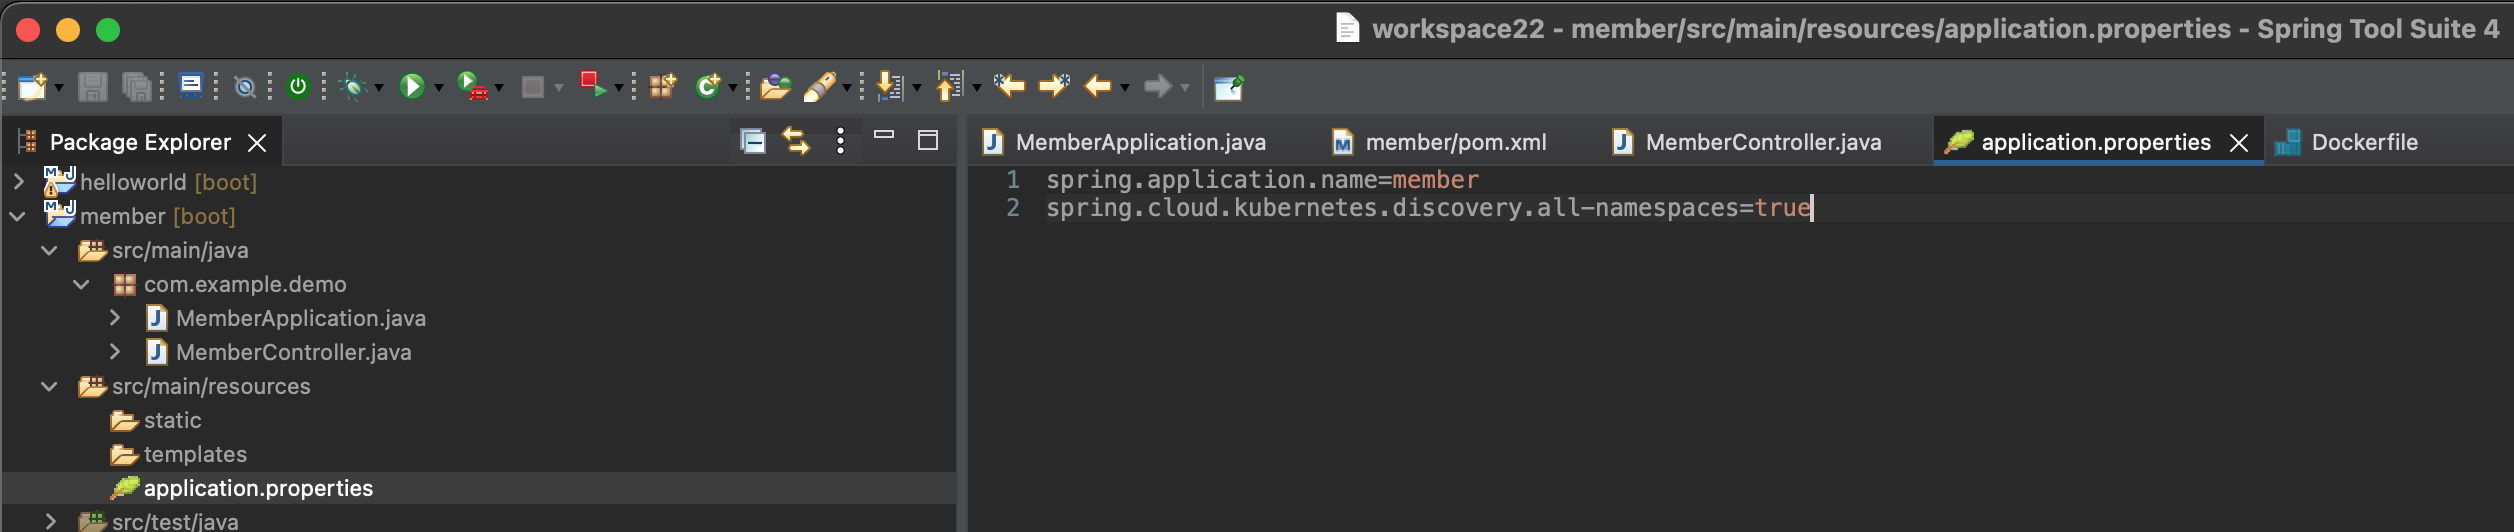 workspace22 - member/src/main/resources/application.properties - Spring Tool Suite 4
Package Explorer
MemberApplication.java
member/pom.xml
MemberController.java
application.properties
Dockerfile
helloworld [boot]
member [boot]
src/main/java
com.example.demo
MemberApplication.java
MemberController.java
src/main/resources
static
templates
application.properties
src/test/java
1 spring.application.name=member
2 spring.cloud.kubernetes.discovery.all-namespaces=true